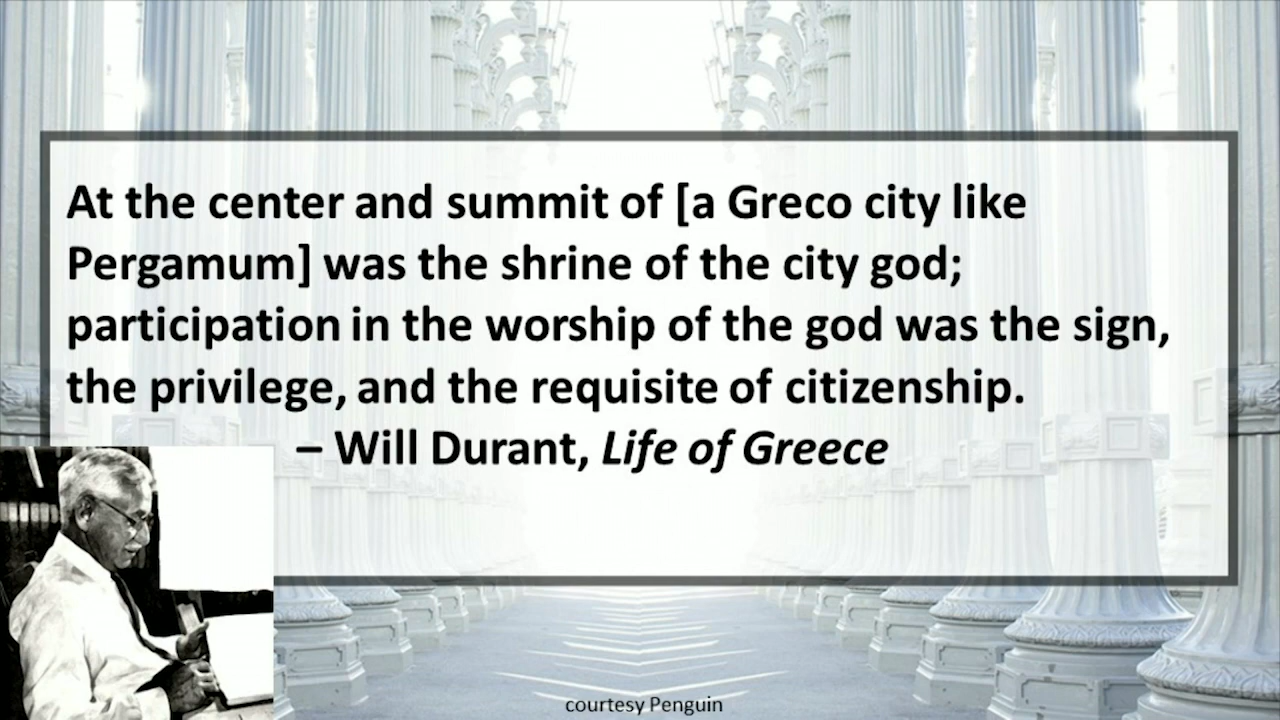 At the center and summit of [a Greco city like
Pergamum] was the shrine of the city god;
participation in the worship of the god was the sign,
the privilege, and the requisite of citizenship.
– Will Durant, Life of Greece
courtesy Penguin